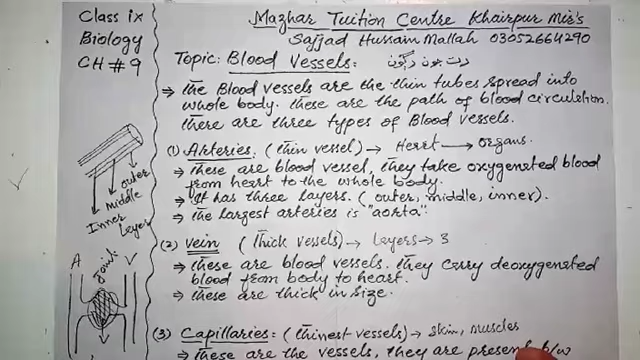 Class ix
Biology
CH # 9
Mazhar Tuition Centre Khairpur Mir's
Sajjad Hussain Mallah 03052664290
Topic: Blood Vessels:
⇒ The Blood vessels are the thin tubes spread into
whole body. These are the path of blood circulation.
There are three types of Blood vessels.
(1) Arteries. (Thin vessel) → Heart → organs.
⇒ These are blood vessel, They take oxygenated blood
from heart to the whole body.
⇒ It has three layers. (outer, middle, inner).
⇒ The largest arteries is "aorta".
outer
middle
Inner Layer
(2) Vein (Thick vessels) → Layers → 3
⇒ These are blood vessels. They carry deoxygenated
blood from body to heart.
⇒ These are thick in size.
A
Joint
V
(3) Capillaries: (Thinest vessels) → skin, muscles
⇒ These are the vessels, they are present b/w